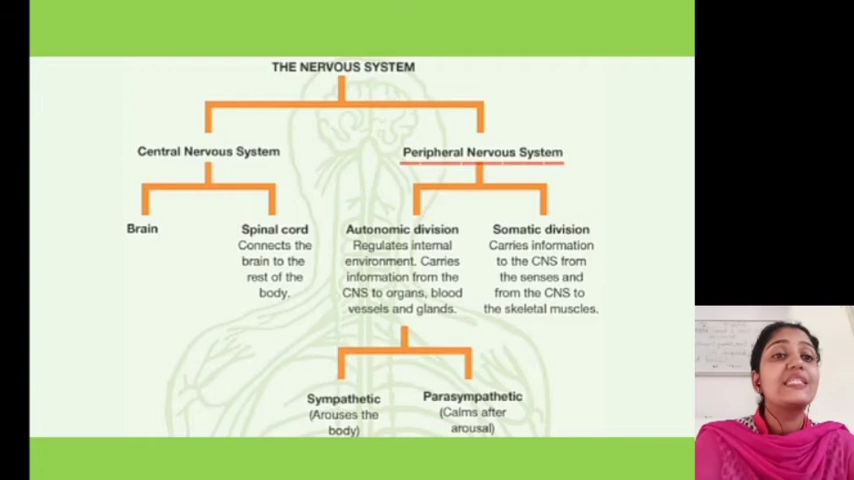 THE NERVOUS SYSTEM
Central Nervous System
Peripheral Nervous System
Brain
Spinal cord
Connects the
brain to the
rest of the
body.
Autonomic division
Regulates internal
environment. Carries
information from the
CNS to organs, blood
vessels and glands.
Somatic division
Carries information
to the CNS from
the senses and
from the CNS to
the skeletal muscles.
Sympathetic
(Arouses the
body)
Parasympathetic
(Calms after
arousal)